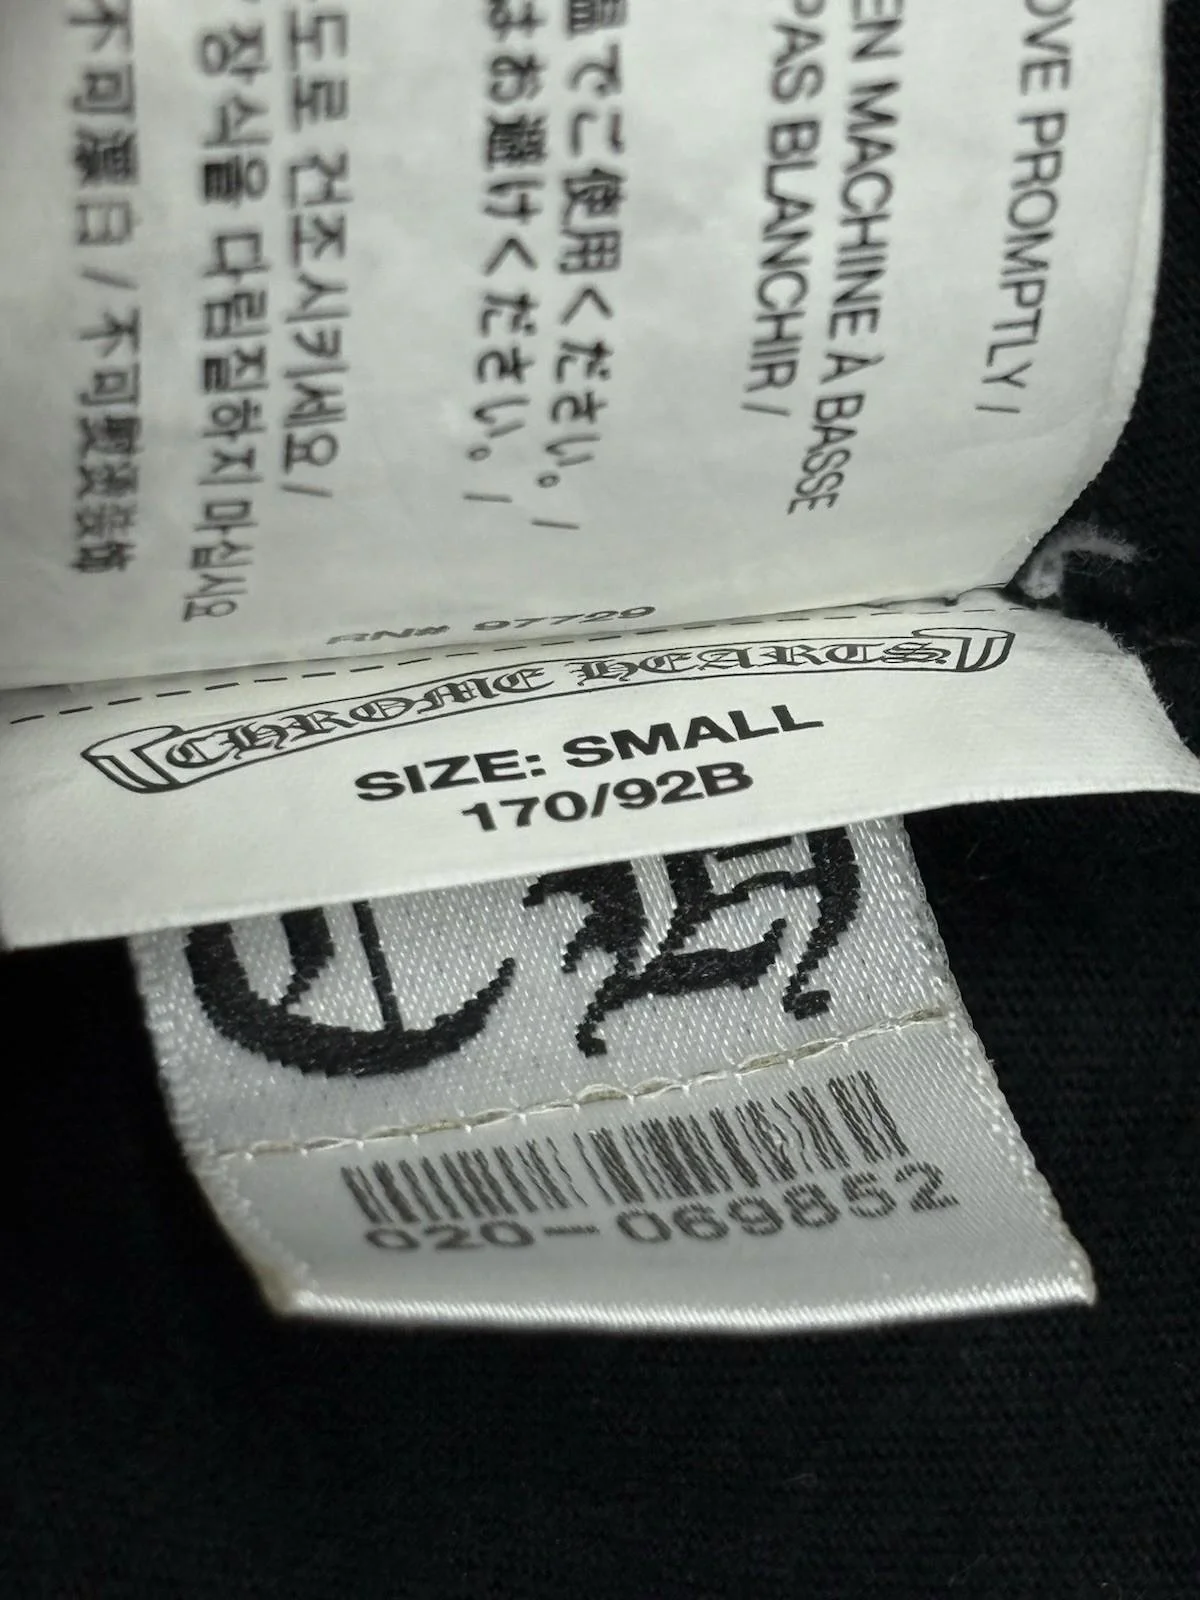 OVE PROMPTLY /
EN MACHINE À BASSE
PAS BLANCHIR /
温でご使用ください。/
はお避けください。/
도로 건조시키세요 /
장식을 다림질하지 마십시오
不可漂白 / 不可熨烫装饰
RN# 97729
CHROME HEARTS
SIZE: SMALL
170/92B
CH
020-069852